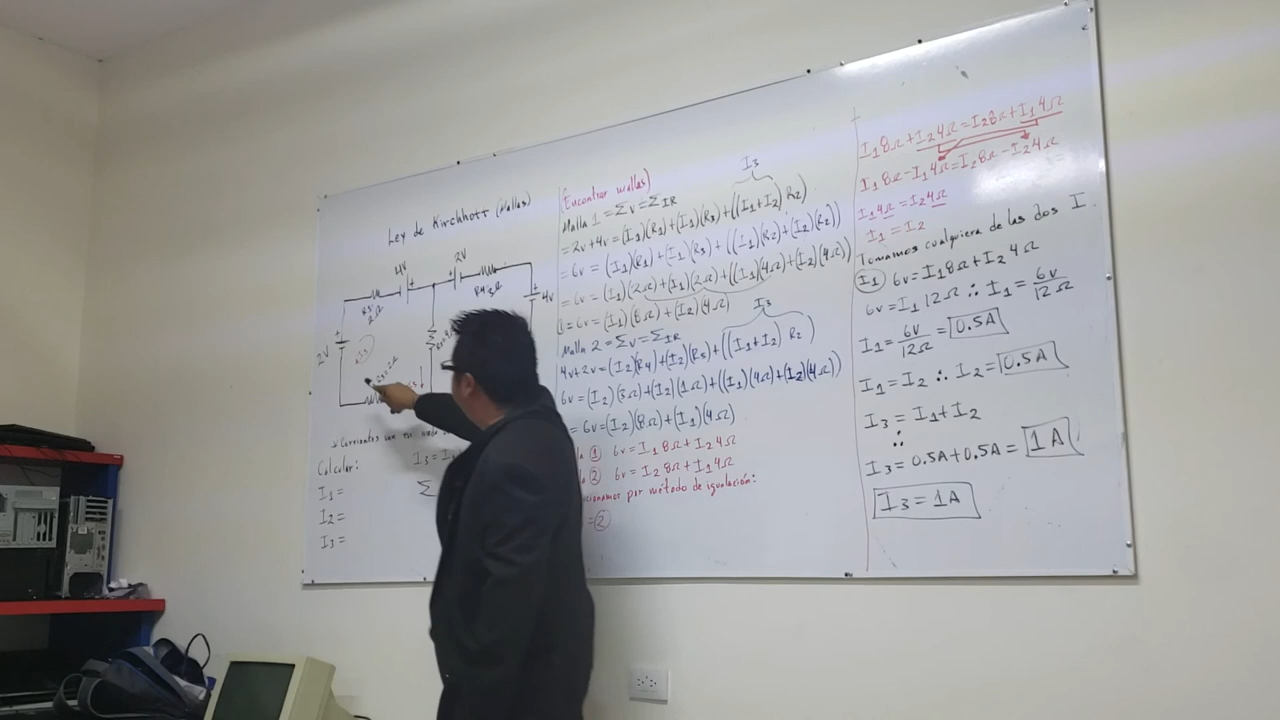 Ley de Kirchhoff (Mallas)
4V
2V
R4 3Ω
2Ω
4v
2V
Calcular:
I₁=
I₂=
I₃=
(Encontrar mallas)
I₃
Malla 1 = ΣV = ΣIR
= 2v+4v = (I₁)(R₁)+(I₁)(R₃)+((I₁+I₂) R₂)
= 6v = (I₁)(R₁)+(I₁)(R₃)+((I₁)(R₂)+(I₂)(R₂))
= 6v = (I₁)(2Ω)+(I₁)(2Ω)+((I₁)(4Ω)+(I₂)(4Ω))
= 6v = (I₁)(8Ω)+(I₂)(4Ω)
I₃
Malla 2 = ΣV = ΣIR
4v+2v = (I₂)(R₄)+(I₂)(R₅)+((I₁+I₂) R₂)
6v = (I₂)(3Ω)+(I₂)(1Ω)+((I₁)(4Ω)+(I₂)(4Ω))
= 6v = (I₂)(8Ω)+(I₁)(4Ω)
① 6v = I₁ 8Ω + I₂ 4Ω
② 6v = I₂ 8Ω + I₁ 4Ω
por método de igualación:
= ②
I₁ 8Ω + I₂ 4Ω = I₂ 8Ω + I₁ 4Ω
I₁ 8Ω − I₁ 4Ω = I₂ 8Ω − I₂ 4Ω
I₁ 4Ω = I₂ 4Ω
I₁ = I₂
Tomamos cualquiera de las dos I.
I₁ 6v = I₁ 8Ω + I₂ 4Ω
6v = I₁ 12Ω ∴ I₁ = 6v/12Ω
I₁ = 6v/12Ω = 0.5A
I₁ = I₂ ∴ I₂ = 0.5A
I₃ = I₁ + I₂
∴
I₃ = 0.5A + 0.5A = 1A
I₃ = 1A